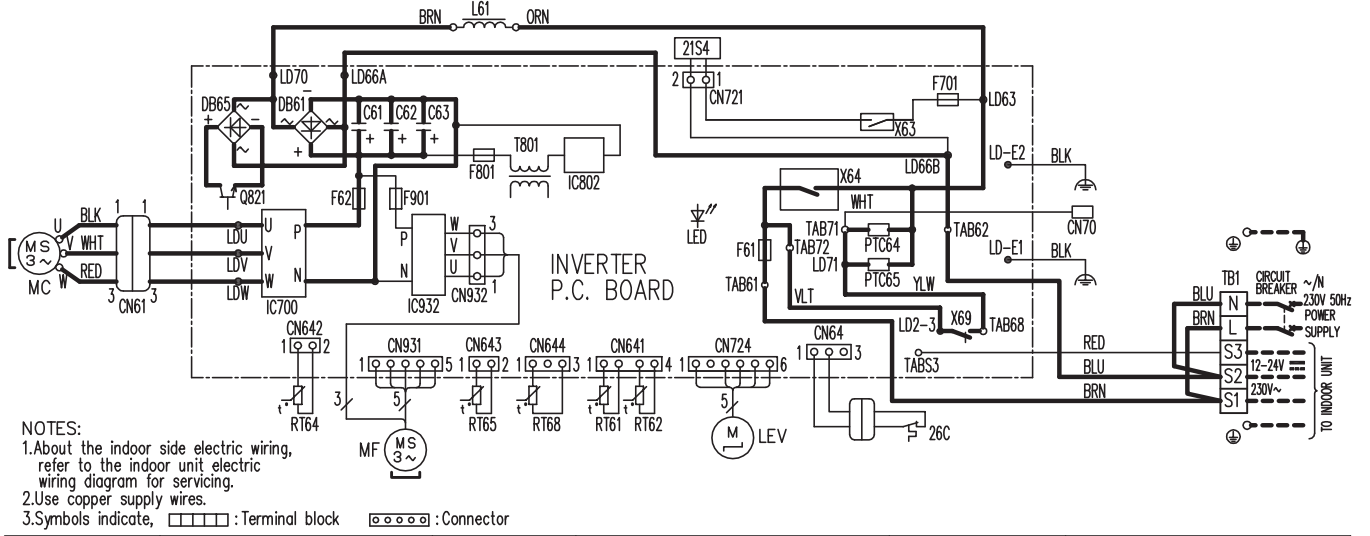 L61
BRN
ORN
21S4
2
1
CN721
F701
LD70
LD66A
LD63
DB65
DB61
C61
C62
C63
X63
T801
F801
IC802
LD66B
LD-E2
BLK
Q821
F62
F901
X64
WHT
CN70
LED
TAB71
PTC64
TAB62
LD-E1
BLK
F61
TAB72
LD71
PTC65
YLW
TAB61
VLT
U
BLK
1
1
V
WHT
MS
3~
W
RED
MC
3
3
CN61
LDU
LDV
LDW
U
V
W
P
N
IC700
P
N
IC932
W
V
U
3
1
CN932
INVERTER
P.C. BOARD
LD2-3
X69
TAB68
TABS3
TB1
CIRCUIT
BREAKER
~/N
230V 50Hz
POWER
SUPPLY
BLU
N
BRN
L
RED
S3
12-24V
BLU
S2
230V~
BRN
S1
TO INDOOR UNIT
CN642
1
2
CN931
1
5
CN643
1
2
CN644
1
3
CN641
1
4
CN724
1
6
CN64
1
3
t°
RT64
3
5
t°
RT65
t°
RT68
t°
RT61
t°
RT62
5
M
LEV
26C
MF
MS
3~
NOTES:
1.About the indoor side electric wiring,
refer to the indoor unit electric
wiring diagram for servicing.
2.Use copper supply wires.
3.Symbols indicate, : Terminal block : Connector